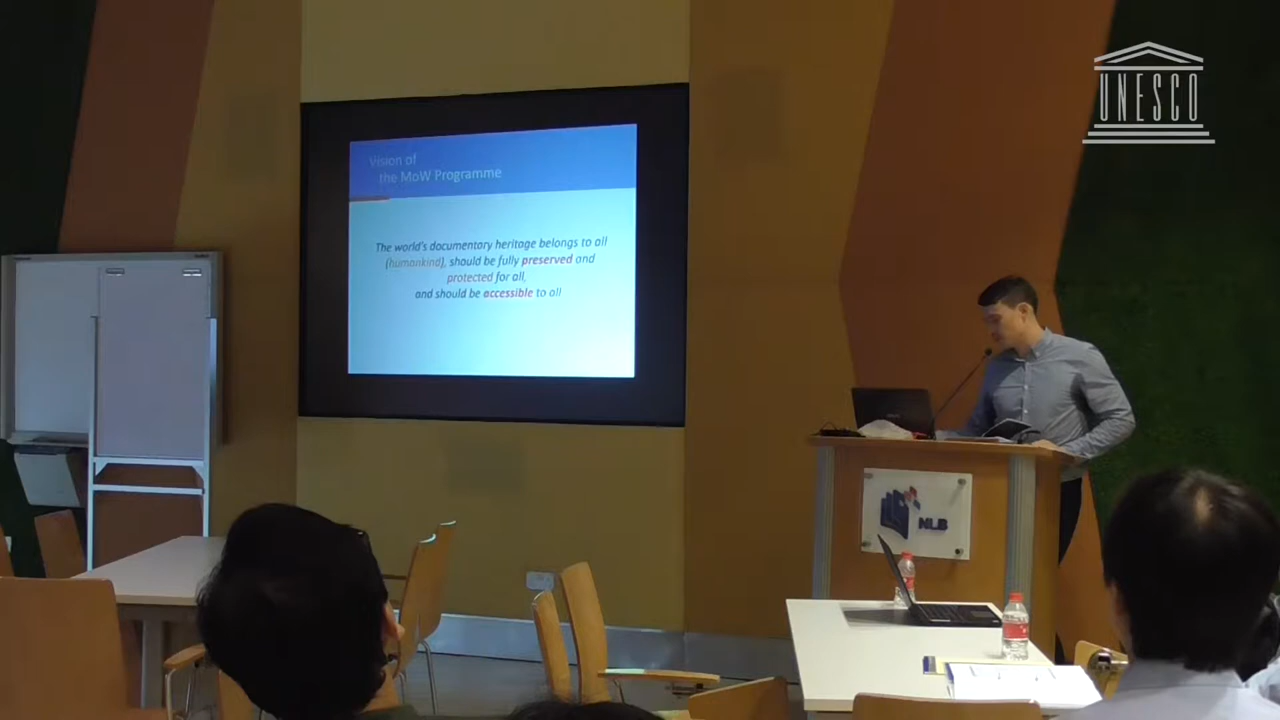 UNESCO
Vision of
the MoW Programme
The world's documentary heritage belongs to all
(humankind), should be fully preserved and
protected for all,
and should be accessible to all
NLB